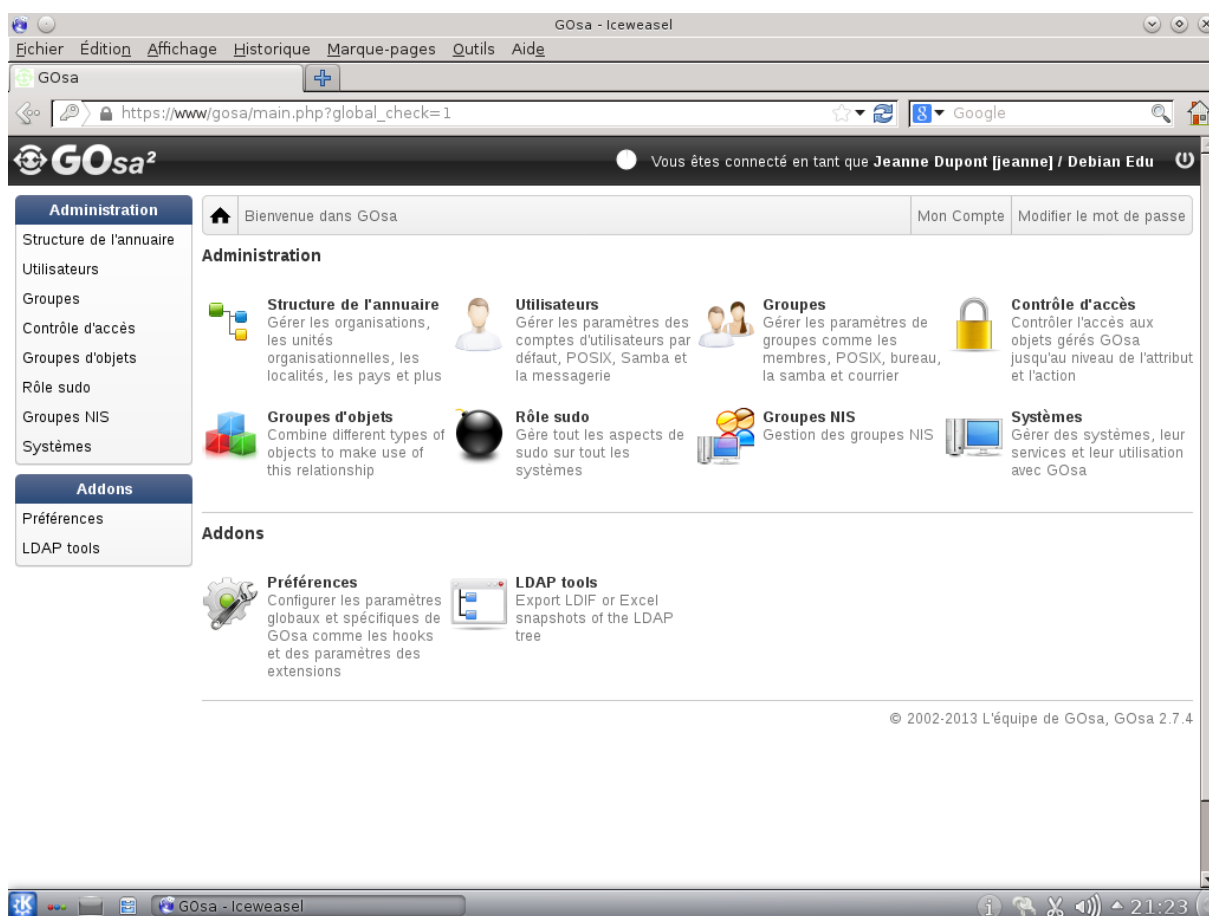 GOsa - Iceweasel
Fichier Édition Affichage Historique Marque-pages Outils Aide
GOsa
https://www/gosa/main.php?global_check=1
Google
GOsa²
Vous êtes connecté en tant que Jeanne Dupont [jeanne] / Debian Edu
Administration
Structure de l'annuaire
Utilisateurs
Groupes
Contrôle d'accès
Groupes d'objets
Rôle sudo
Groupes NIS
Systèmes
Addons
Préférences
LDAP tools
Bienvenue dans GOsa
Mon Compte
Modifier le mot de passe
Administration
Structure de l'annuaire
Gérer les organisations,
les unités
organisationnelles, les
localités, les pays et plus
Utilisateurs
Gérer les paramètres des
comptes d'utilisateurs par
défaut, POSIX, Samba et
la messagerie
Groupes
Gérer les paramètres de
groupes comme les
membres, POSIX, bureau,
la samba et courrier
Contrôle d'accès
Contrôler l'accès aux
objets gérés GOsa
jusqu'au niveau de l'attribut
et l'action
Groupes d'objets
Combine different types of
objects to make use of
this relationship
Rôle sudo
Gère tout les aspects de
sudo sur tout les
systèmes
Groupes NIS
Gestion des groupes NIS
Systèmes
Gérer des systèmes, leur
services et leur utilisation
avec GOsa
Addons
Préférences
Configurer les paramètres
globaux et spécifiques de
GOsa comme les hooks
et des paramètres des
extensions
LDAP tools
Export LDIF or Excel
snapshots of the LDAP
tree
© 2002-2013 L'équipe de GOsa, GOsa 2.7.4
GOsa - Iceweasel
21:23